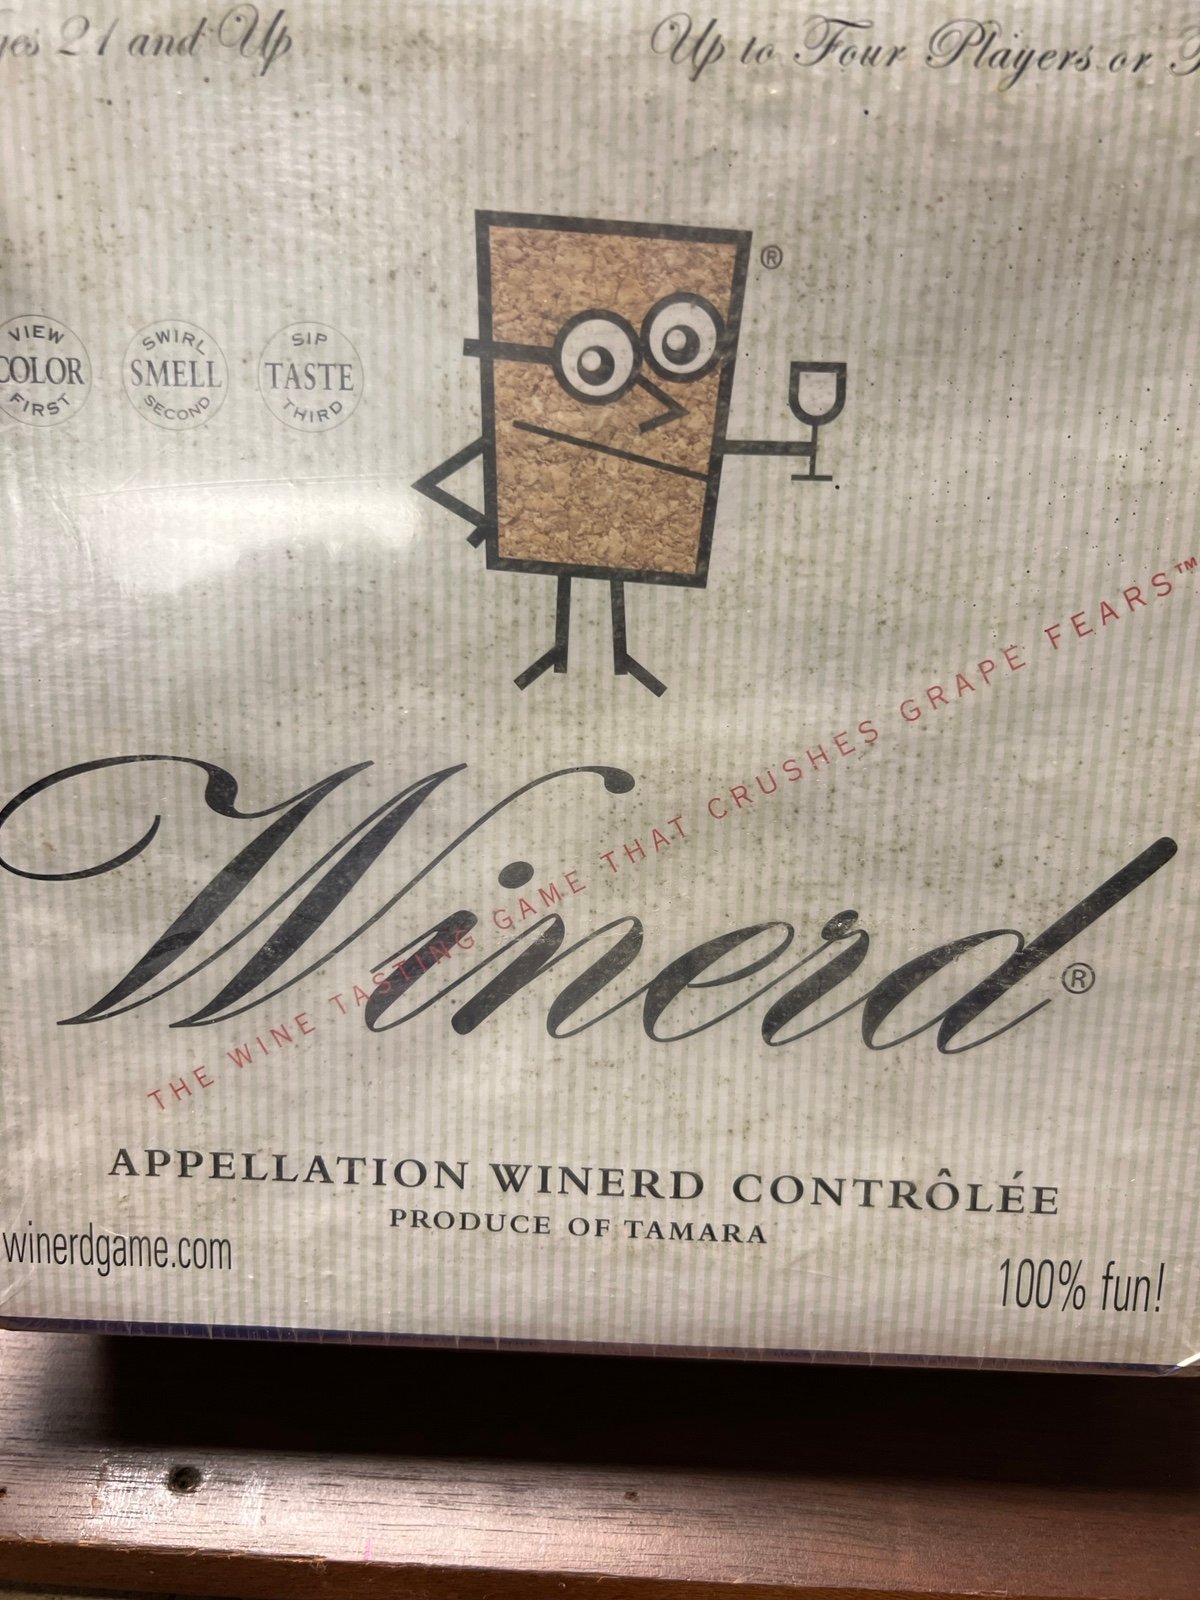 21 and Up
Up to Four Players or
VIEW
COLOR
FIRST
SWIRL
SMELL
SECOND
SIP
TASTE
THIRD
®
THE WINE TASTING GAME THAT CRUSHES GRAPE FEARS™
Winerd®
APPELLATION WINERD CONTRÔLÉE
PRODUCE OF TAMARA
winerdgame.com
100% fun!